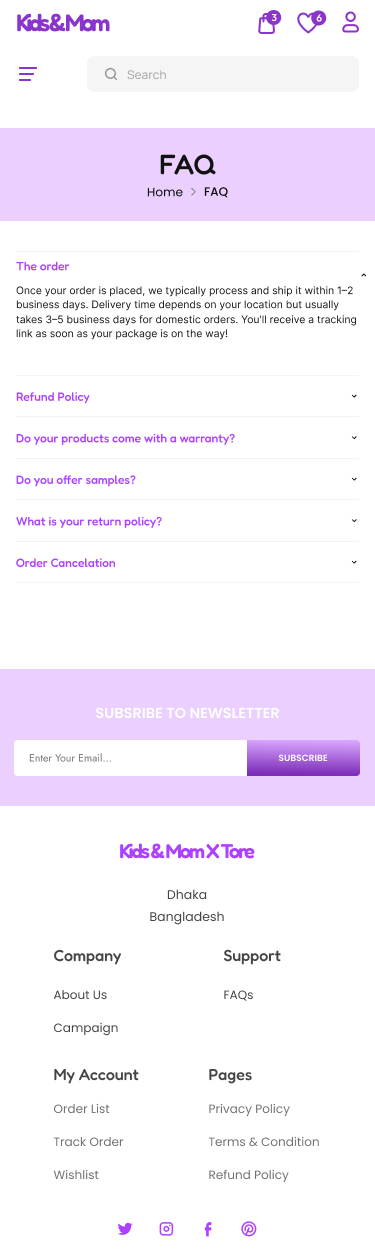 Kids&Mom
3
6
Search
FAQ
Home > FAQ
The order
Once your order is placed, we typically process and ship it within 1–2
business days. Delivery time depends on your location but usually
takes 3–5 business days for domestic orders. You'll receive a tracking
link as soon as your package is on the way!
Refund Policy
Do your products come with a warranty?
Do you offer samples?
What is your return policy?
Order Cancelation
SUBSRIBE TO NEWSLETTER
Enter Your Email...
SUBSCRIBE
Kids & Mom X Tore
Dhaka
Bangladesh
Company
Support
About Us
FAQs
Campaign
My Account
Pages
Order List
Privacy Policy
Track Order
Terms & Condition
Wishlist
Refund Policy